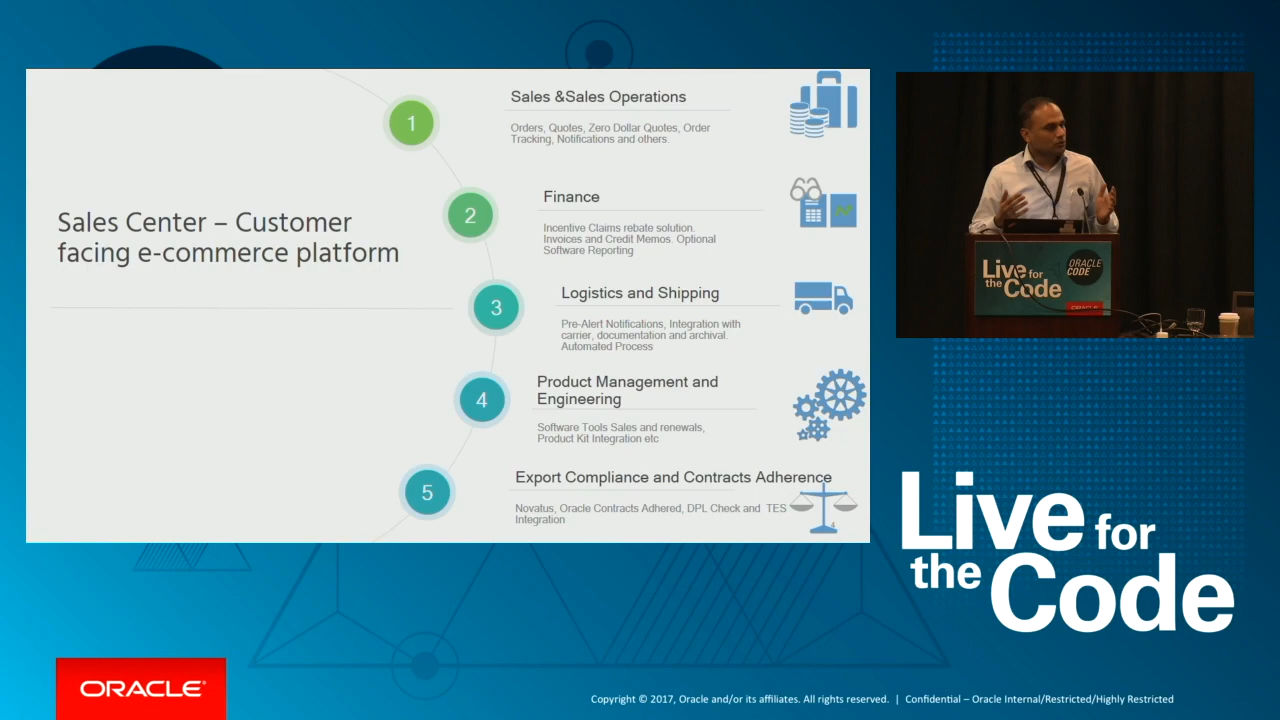 Sales Center – Customer
facing e-commerce platform
1
Sales &Sales Operations
Orders, Quotes, Zero Dollar Quotes, Order
Tracking, Notifications and others.
2
Finance
Incentive Claims rebate solution.
Invoices and Credit Memos. Optional
Software Reporting
3
Logistics and Shipping
Pre-Alert Notifications, Integration with
carrier, documentation and archival.
Automated Process
4
Product Management and
Engineering
Software Tools Sales and renewals,
Product Kit Integration etc
5
Export Compliance and Contracts Adherence
Novatus, Oracle Contracts Adhered, DPL Check and TES
Integration
4
Live for
the Code
ORACLE
CODE
ORACLE
Live for
the Code
ORACLE®
Copyright © 2017, Oracle and/or its affiliates. All rights reserved. | Confidential – Oracle Internal/Restricted/Highly Restricted